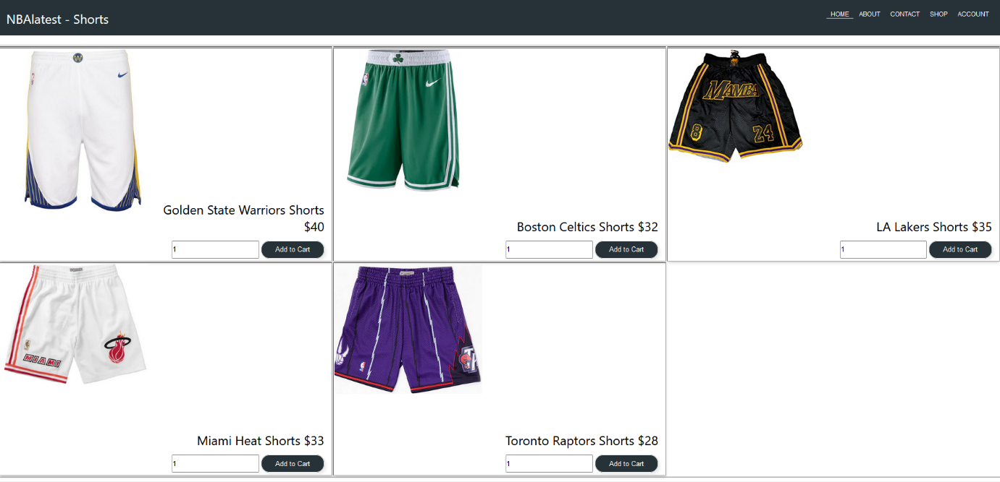 NBAlatest - Shorts
HOME ABOUT CONTACT SHOP ACCOUNT
W
Golden State Warriors Shorts
$40
1 Add to Cart
Boston Celtics Shorts $32
1 Add to Cart
MAMBA
8 24
LA Lakers Shorts $35
1 Add to Cart
MIAMI
Miami Heat Shorts $33
1 Add to Cart
Toronto Raptors Shorts $28
1 Add to Cart